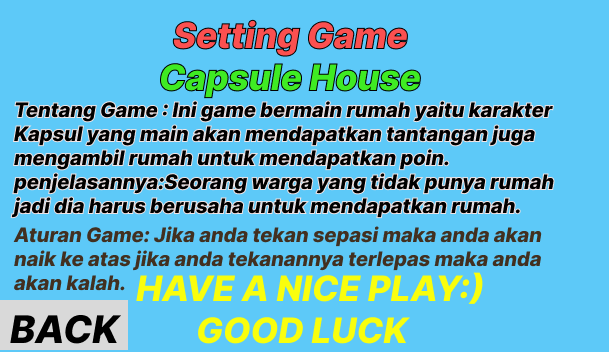 Setting Game
Capsule House
Tentang Game : Ini game bermain rumah yaitu karakter
Kapsul yang main akan mendapatkan tantangan juga
mengambil rumah untuk mendapatkan poin.
penjelasannya:Seorang warga yang tidak punya rumah
jadi dia harus berusaha untuk mendapatkan rumah.
Aturan Game: Jika anda tekan sepasi maka anda akan
naik ke atas jika anda tekanannya terlepas maka anda
akan kalah.
HAVE A NICE PLAY:)
GOOD LUCK
BACK